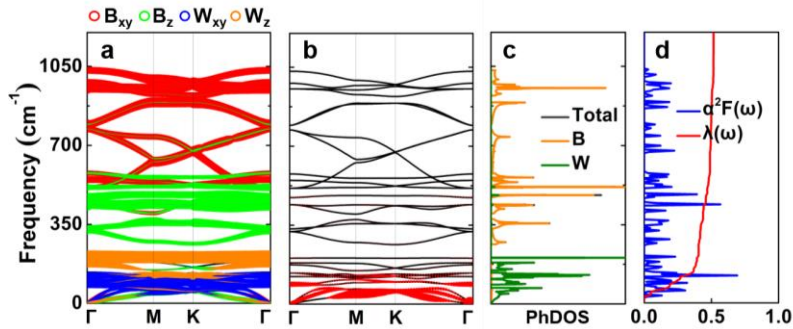 B_xy B_z W_xy W_z
a b c d
1050
700
350
0
Frequency (cm⁻¹)
Total
B
W
α²F(ω)
λ(ω)
Γ M K Γ Γ M K Γ PhDOS 0.0 0.5 1.0